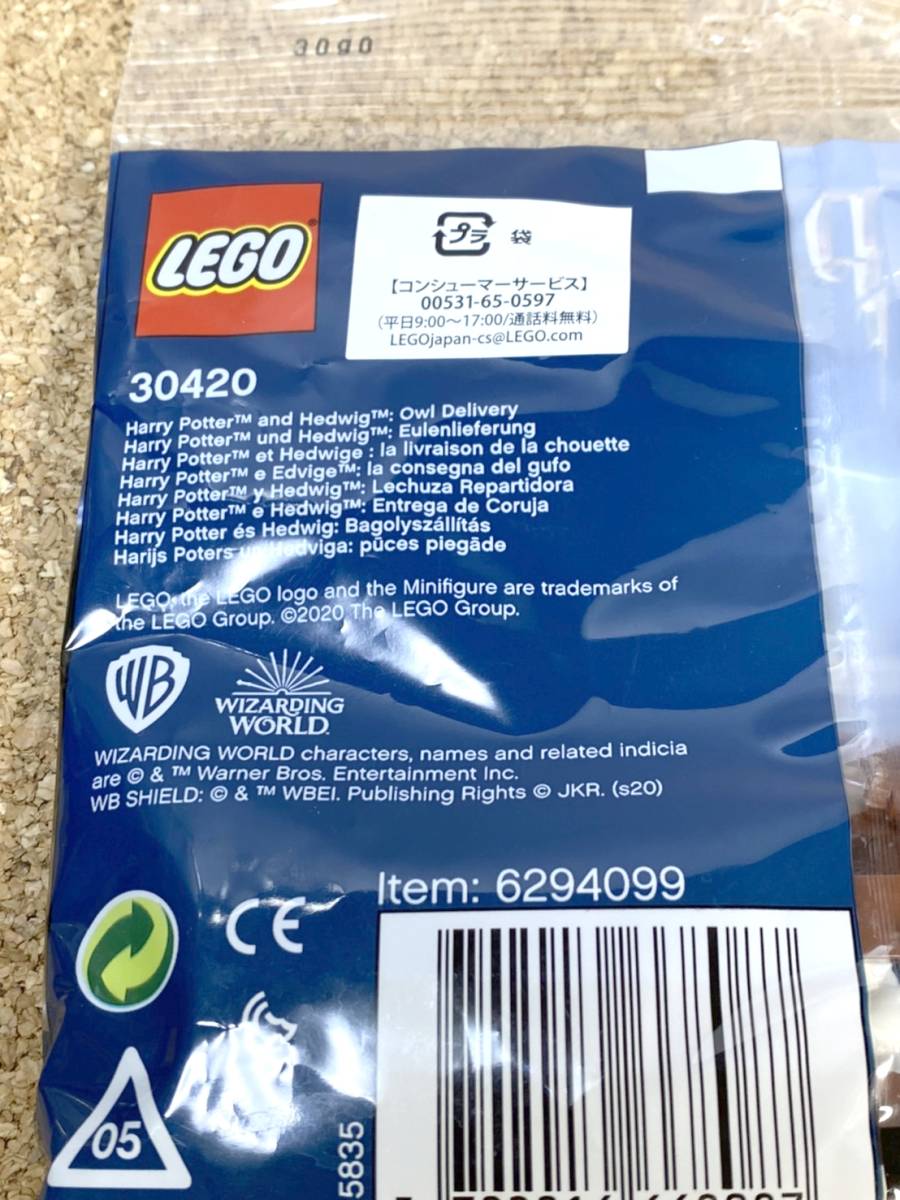 30g0
LEGO®
プラ 袋
【コンシューマーサービス】
00531-65-0597
(平日9:00〜17:00/通話料無料)
LEGOjapan-cs@LEGO.com
30420
Harry Potter™ and Hedwig™: Owl Delivery
Harry Potter™ und Hedwig™: Eulenlieferung
Harry Potter™ et Hedwige : la livraison de la chouette
Harry Potter™ e Edvige™: la consegna del gufo
Harry Potter™ y Hedwig™: Lechuza Repartidora
Harry Potter™ e Hedwig™: Entrega de Coruja
Harry Potter és Hedwig: Bagolyszállítás
Harijs Poters un Hedviga: pūces piegāde
LEGO, the LEGO logo and the Minifigure are trademarks of
the LEGO Group. ©2020 The LEGO Group.
WB
WIZARDING
WORLD
WIZARDING WORLD characters, names and related indicia
are © & ™ Warner Bros. Entertainment Inc.
WB SHIELD: © & ™ WBEI. Publishing Rights © JKR. (s20)
Item: 6294099
CE
05
5835